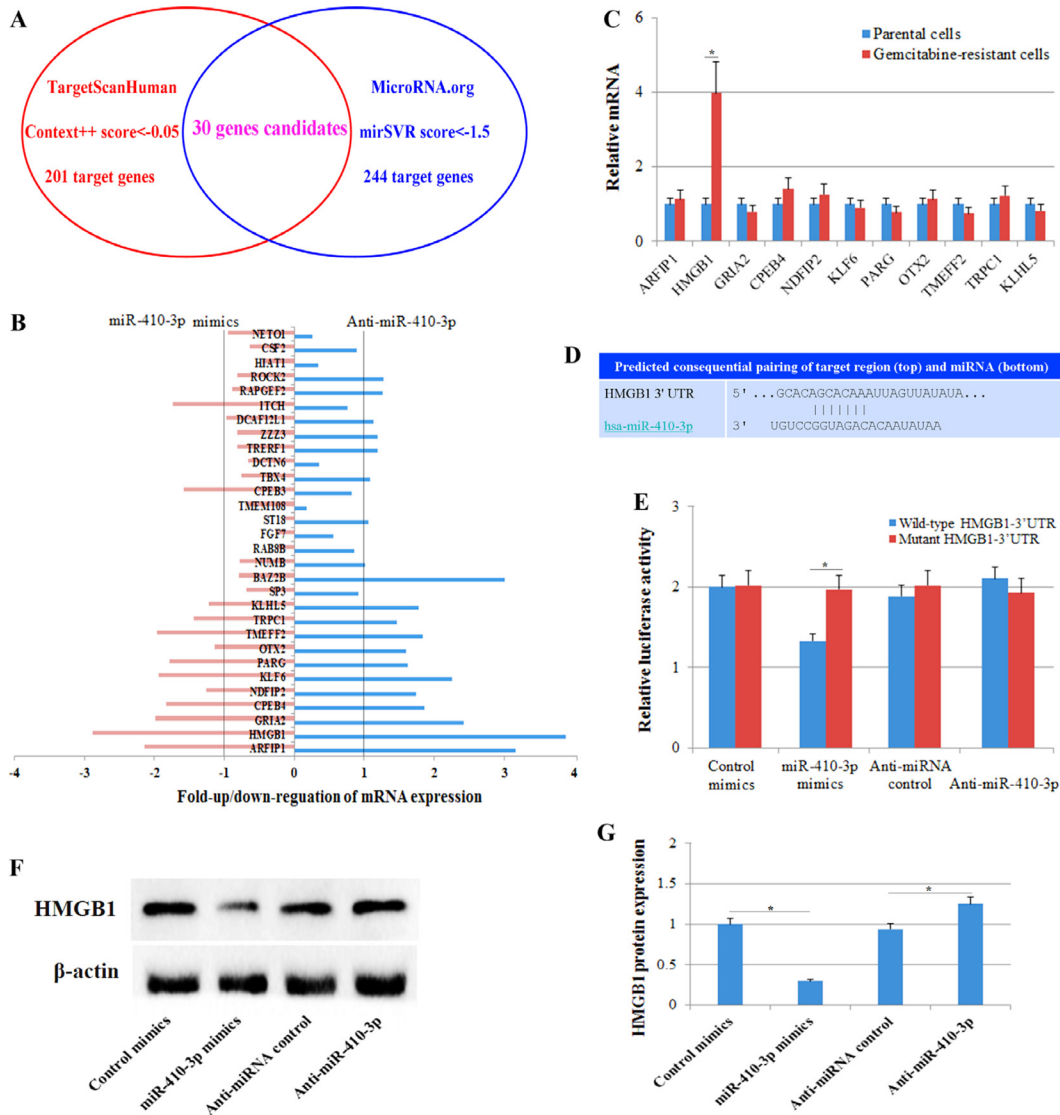 A
TargetScanHuman
Context++ score<-0.05
201 target genes
30 genes candidates
MicroRNA.org
mirSVR score<-1.5
244 target genes
B
miR-410-3p mimics
Anti-miR-410-3p
NETO1
CSF2
HIAT1
ROCK2
RAPGEF2
ITCH
DCAF12L1
ZZZ3
TRERF1
DCTN6
TBX4
CPEB3
TMEM108
ST18
FGF7
RAB8B
NUMB
BAZ2B
SP3
KLHL5
TRPC1
TMEFF2
OTX2
PARG
KLF6
NDFIP2
CPEB4
GRIA2
HMGB1
ARFIP1
-4 -3 -2 -1 0 1 2 3 4
Fold-up/down-reguation of mRNA expression
C
Relative mRNA
6
4
2
0
Parental cells
Gemcitabine-resistant cells
*
ARFIP1 HMGB1 GRIA2 CPEB4 NDFIP2 KLF6 PARG OTX2 TMEFF2 TRPC1 KLHL5
D
Predicted consequential pairing of target region (top) and miRNA (bottom)
HMGB1 3' UTR 5' ...GCACAGCACAAAUUAGUUAUAUA...
hsa-miR-410-3p 3' UGUCCGGUAGACACAAUAUAA
E
Relative luciferase activity
3
2
1
0
Wild-type HMGB1-3'UTR
Mutant HMGB1-3'UTR
*
Control mimics
miR-410-3p mimics
Anti-miRNA control
Anti-miR-410-3p
F
HMGB1
β-actin
Control mimics
miR-410-3p mimics
Anti-miRNA control
Anti-miR-410-3p
G
HMGB1 protein expression
2
1.5
1
0.5
0
*
*
Control mimics
miR-410-3p mimics
Anti-miRNA control
Anti-miR-410-3p